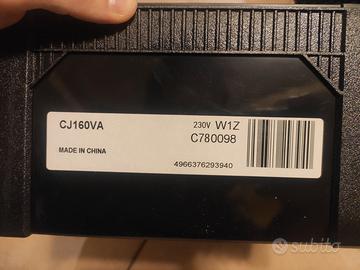 CJ160VA
230V W1Z
C780098
MADE IN CHINA
4966376293940
subito